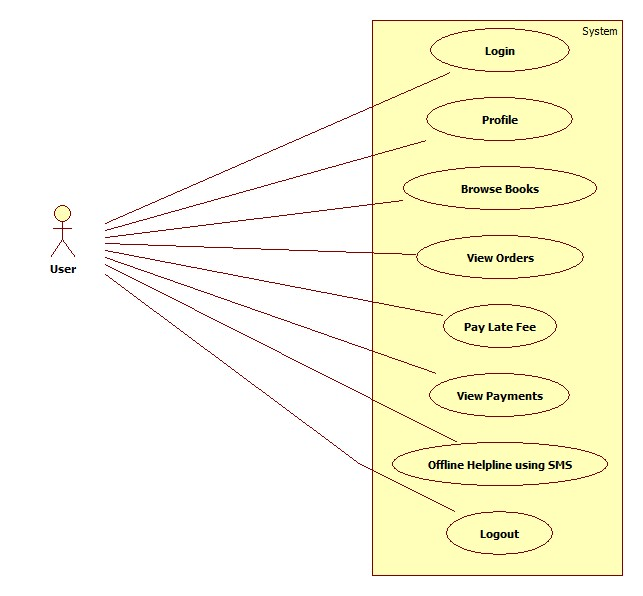 System
Login
Profile
Browse Books
User
View Orders
Pay Late Fee
View Payments
Offline Helpline using SMS
Logout